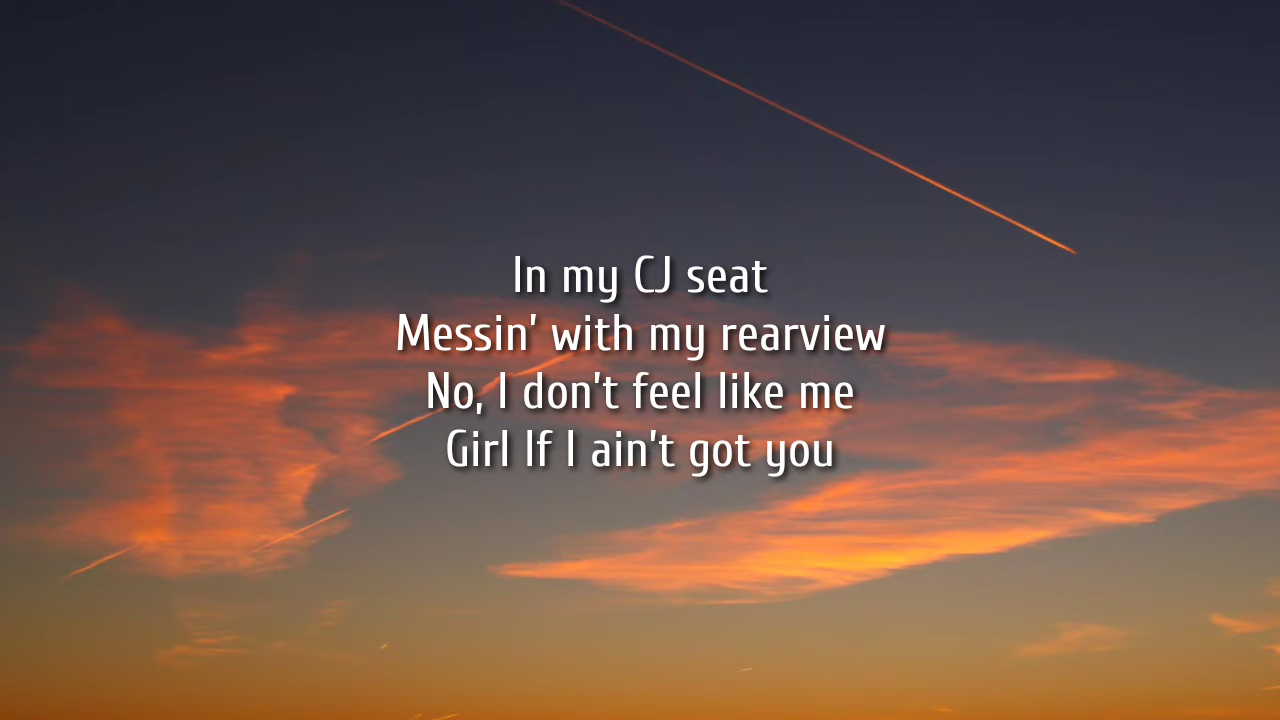 In my CJ seat
Messin' with my rearview
No, I don't feel like me
Girl If I ain't got you